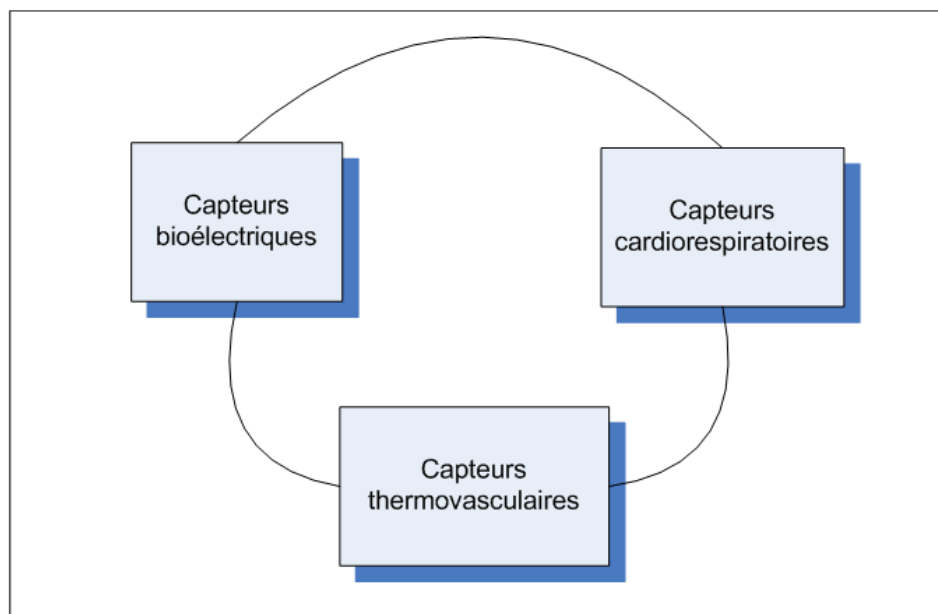 Capteurs
bioélectriques
Capteurs
cardiorespiratoires
Capteurs
thermovasculaires